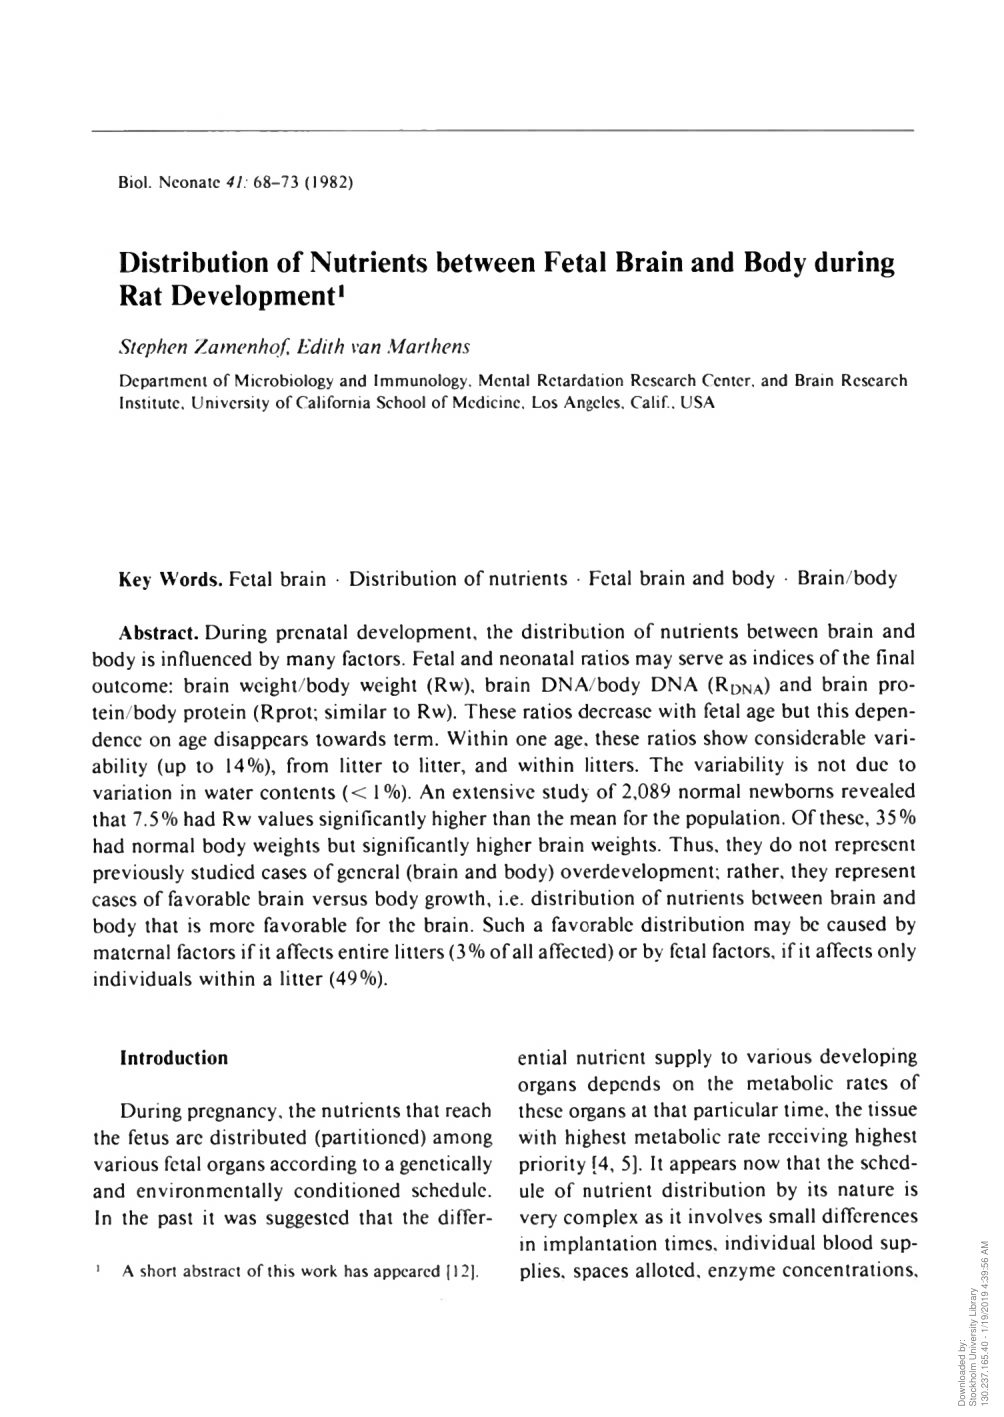 Biol. Neonate 41: 68–73 (1982)
Distribution of Nutrients between Fetal Brain and Body during
Rat Development¹
Stephen Zamenhof, Edith van Marthens
Department of Microbiology and Immunology, Mental Retardation Research Center, and Brain Research
Institute, University of California School of Medicine, Los Angeles, Calif., USA
Key Words. Fetal brain · Distribution of nutrients · Fetal brain and body · Brain/body
Abstract. During prenatal development, the distribution of nutrients between brain and
body is influenced by many factors. Fetal and neonatal ratios may serve as indices of the final
outcome: brain weight/body weight (Rw), brain DNA/body DNA (RDNA) and brain pro-
tein/body protein (Rprot; similar to Rw). These ratios decrease with fetal age but this depen-
dence on age disappears towards term. Within one age, these ratios show considerable vari-
ability (up to 14%), from litter to litter, and within litters. The variability is not due to
variation in water contents (< 1%). An extensive study of 2,089 normal newborns revealed
that 7.5% had Rw values significantly higher than the mean for the population. Of these, 35%
had normal body weights but significantly higher brain weights. Thus, they do not represent
previously studied cases of general (brain and body) overdevelopment; rather, they represent
cases of favorable brain versus body growth, i.e. distribution of nutrients between brain and
body that is more favorable for the brain. Such a favorable distribution may be caused by
maternal factors if it affects entire litters (3% of all affected) or by fetal factors, if it affects only
individuals within a litter (49%).
Introduction
During pregnancy, the nutrients that reach
the fetus are distributed (partitioned) among
various fetal organs according to a genetically
and environmentally conditioned schedule.
In the past it was suggested that the differ-
¹ A short abstract of this work has appeared [12].
ential nutrient supply to various developing
organs depends on the metabolic rates of
these organs at that particular time, the tissue
with highest metabolic rate receiving highest
priority [4, 5]. It appears now that the sched-
ule of nutrient distribution by its nature is
very complex as it involves small differences
in implantation times, individual blood sup-
plies, spaces alloted, enzyme concentrations,
Downloaded by:
Stockholm University Library
130.237.165.40 - 1/19/2019 4:39:56 AM